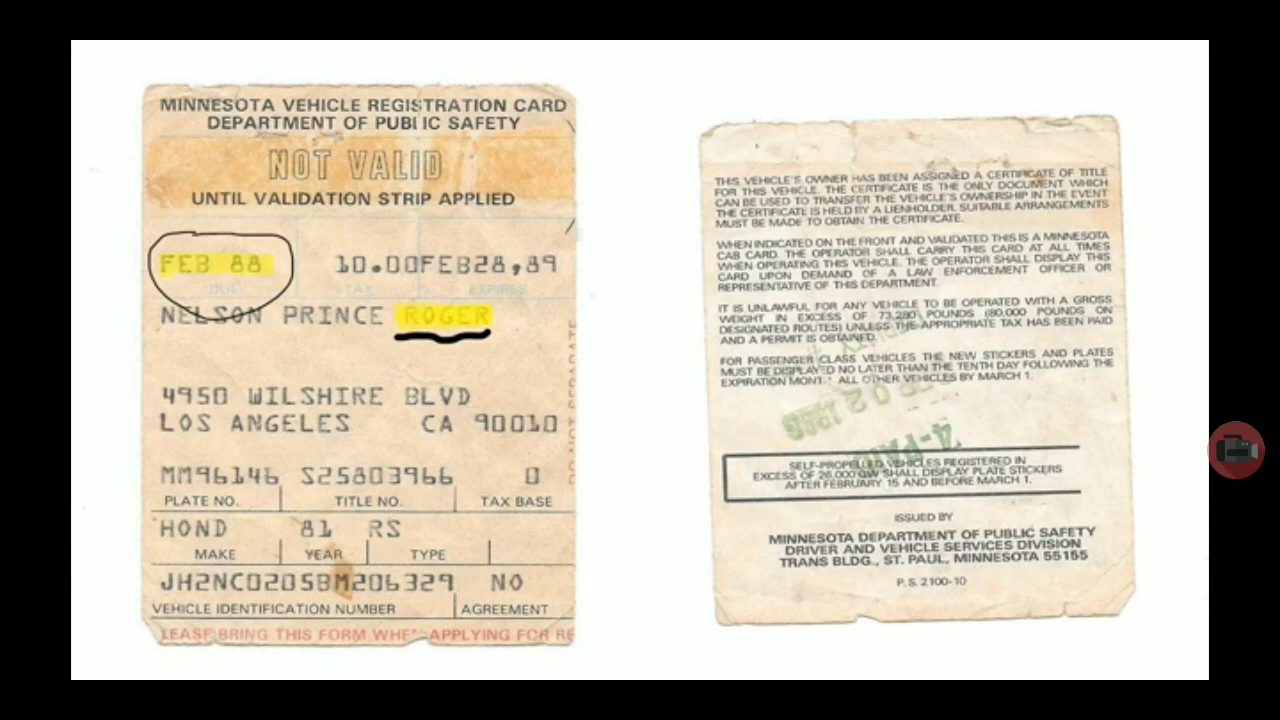 MINNESOTA VEHICLE REGISTRATION CARD
DEPARTMENT OF PUBLIC SAFETY
NOT VALID
UNTIL VALIDATION STRIP APPLIED
FEB 88 10.00FEB28,89
DUE TAX EXPIRES
NELSON PRINCE ROGER
4950 WILSHIRE BLVD
LOS ANGELES CA 90010
DO NOT SEPARATE
MM96146 S25803966 0
PLATE NO. TITLE NO. TAX BASE
HOND 81 RS
MAKE YEAR TYPE
JH2NC0205BM206329 NO
VEHICLE IDENTIFICATION NUMBER AGREEMENT
LEASE BRING THIS FORM WHEN APPLYING FOR RE
THIS VEHICLE'S OWNER HAS BEEN ASSIGNED A CERTIFICATE OF TITLE
FOR THIS VEHICLE. THE CERTIFICATE IS THE ONLY DOCUMENT WHICH
CAN BE USED TO TRANSFER THE VEHICLE'S OWNERSHIP IN THE EVENT
THE CERTIFICATE IS HELD BY A LIENHOLDER, SUITABLE ARRANGEMENTS
MUST BE MADE TO OBTAIN THE CERTIFICATE.
WHEN INDICATED ON THE FRONT AND VALIDATED THIS IS A MINNESOTA
CAB CARD. THE OPERATOR SHALL CARRY THIS CARD AT ALL TIMES
WHEN OPERATING THIS VEHICLE. THE OPERATOR SHALL DISPLAY THIS
CARD UPON DEMAND OF A LAW ENFORCEMENT OFFICER OR
REPRESENTATIVE OF THIS DEPARTMENT.
IT IS UNLAWFUL FOR ANY VEHICLE TO BE OPERATED WITH A GROSS
WEIGHT IN EXCESS OF 73,280 POUNDS (80,000 POUNDS ON
DESIGNATED ROUTES) UNLESS THE APPROPRIATE TAX HAS BEEN PAID
AND A PERMIT IS OBTAINED.
FOR PASSENGER CLASS VEHICLES THE NEW STICKERS AND PLATES
MUST BE DISPLAYED NO LATER THAN THE TENTH DAY FOLLOWING THE
EXPIRATION MONT. ALL OTHER VEHICLES BY MARCH 1.
02
4-PAID
SELF-PROPELLED VEHICLES REGISTERED IN
EXCESS OF 26,000 GW SHALL DISPLAY PLATE STICKERS
AFTER FEBRUARY 15 AND BEFORE MARCH 1.
ISSUED BY
MINNESOTA DEPARTMENT OF PUBLIC SAFETY
DRIVER AND VEHICLE SERVICES DIVISION
TRANS BLDG., ST. PAUL, MINNESOTA 55155
P.S. 2100-10